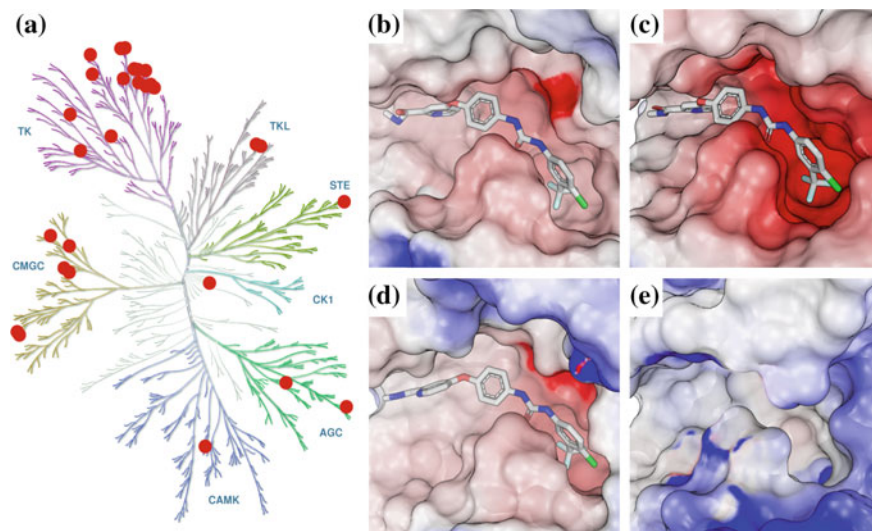 (a)
TK
TKL
STE
CMGC
CK1
AGC
CAMK
(b)
(c)
(d)
(e)